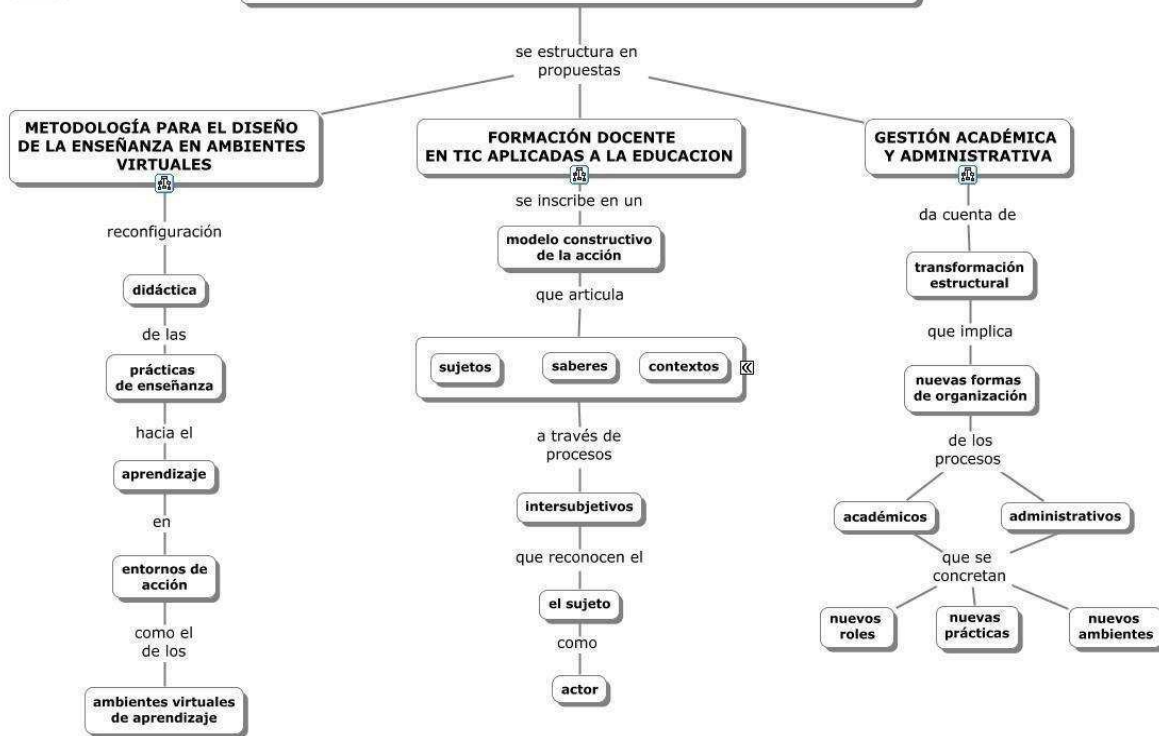 se estructura en
propuestas
METODOLOGÍA PARA EL DISEÑO
DE LA ENSEÑANZA EN AMBIENTES
VIRTUALES
reconfiguración
didáctica
de las
prácticas
de enseñanza
hacia el
aprendizaje
en
entornos de
acción
como el
de los
ambientes virtuales
de aprendizaje
FORMACIÓN DOCENTE
EN TIC APLICADAS A LA EDUCACION
se inscribe en un
modelo constructivo
de la acción
que articula
sujetos
saberes
contextos
a través de
procesos
intersubjetivos
que reconocen el
el sujeto
como
actor
GESTIÓN ACADÉMICA
Y ADMINISTRATIVA
da cuenta de
transformación
estructural
que implica
nuevas formas
de organización
de los
procesos
académicos
administrativos
que se
concretan
nuevos
roles
nuevas
prácticas
nuevos
ambientes